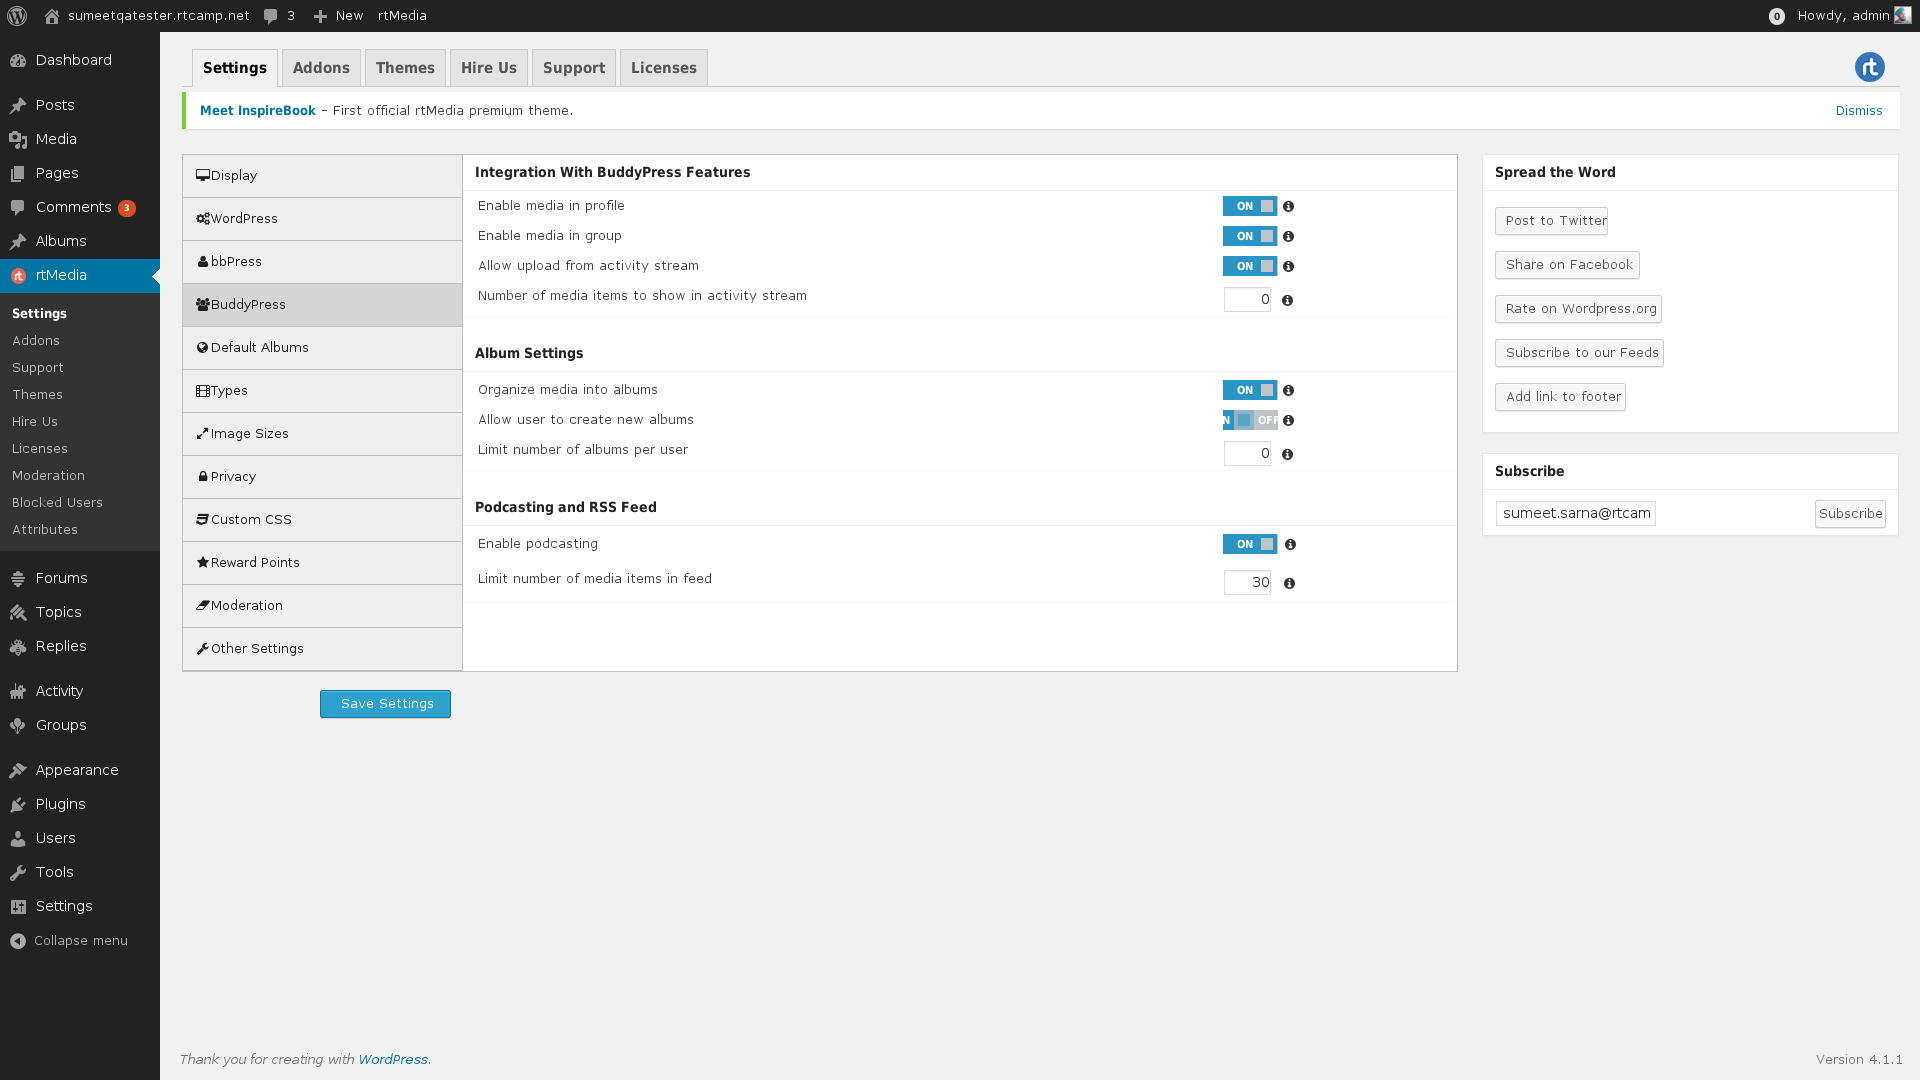 sumeetqatester.rtcamp.net 3 New rtMedia 0 Howdy, admin
Dashboard
Posts
Media
Pages
Comments 3
Albums
rtMedia
Settings
Addons
Support
Themes
Hire Us
Licenses
Moderation
Blocked Users
Attributes
Forums
Topics
Replies
Activity
Groups
Appearance
Plugins
Users
Tools
Settings
Collapse menu
Settings Addons Themes Hire Us Support Licenses rt
Meet InspireBook – First official rtMedia premium theme. Dismiss
Display
WordPress
bbPress
BuddyPress
Default Albums
Types
Image Sizes
Privacy
Custom CSS
Reward Points
Moderation
Other Settings
Save Settings
Integration With BuddyPress Features
Enable media in profile ON
Enable media in group ON
Allow upload from activity stream ON
Number of media items to show in activity stream 0
Album Settings
Organize media into albums ON
Allow user to create new albums N OFF
Limit number of albums per user 0
Podcasting and RSS Feed
Enable podcasting ON
Limit number of media items in feed 30
Spread the Word
Post to Twitter
Share on Facebook
Rate on Wordpress.org
Subscribe to our Feeds
Add link to footer
Subscribe
sumeet.sarna@rtcam Subscribe
Thank you for creating with WordPress. Version 4.1.1